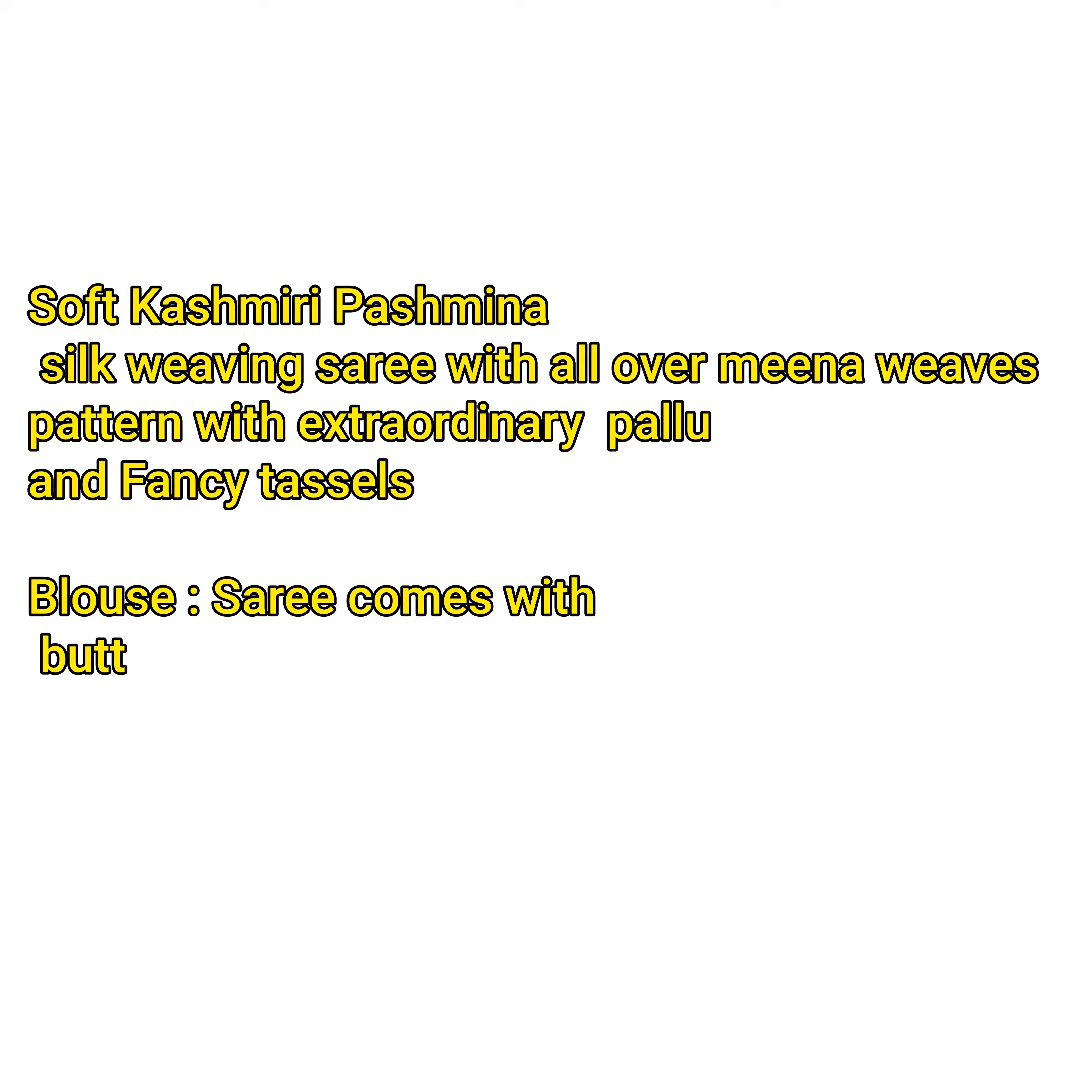 Soft Kashmiri Pashmina
silk weaving saree with all over meena weaves
pattern with extraordinary  pallu
and Fancy tassels

Blouse : Saree comes with
butt